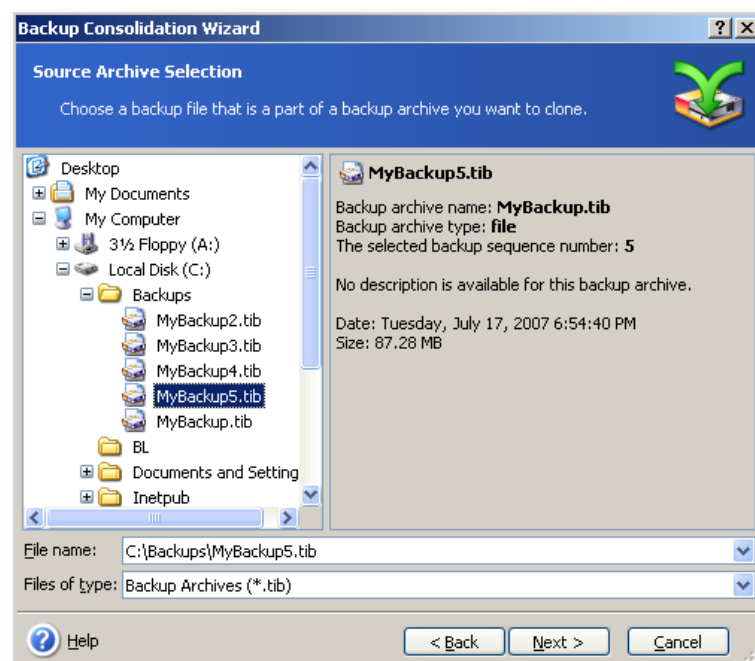 Backup Consolidation Wizard
Source Archive Selection
Choose a backup file that is a part of a backup archive you want to clone.
Desktop
My Documents
My Computer
3½ Floppy (A:)
Local Disk (C:)
Backups
MyBackup2.tib
MyBackup3.tib
MyBackup4.tib
MyBackup5.tib
MyBackup.tib
BL
Documents and Setting
Inetpub
MyBackup5.tib
Backup archive name: MyBackup.tib
Backup archive type: file
The selected backup sequence number: 5
No description is available for this backup archive.
Date: Tuesday, July 17, 2007 6:54:40 PM
Size: 87.28 MB
File name: C:\Backups\MyBackup5.tib
Files of type: Backup Archives (*.tib)
Help
< Back
Next >
Cancel